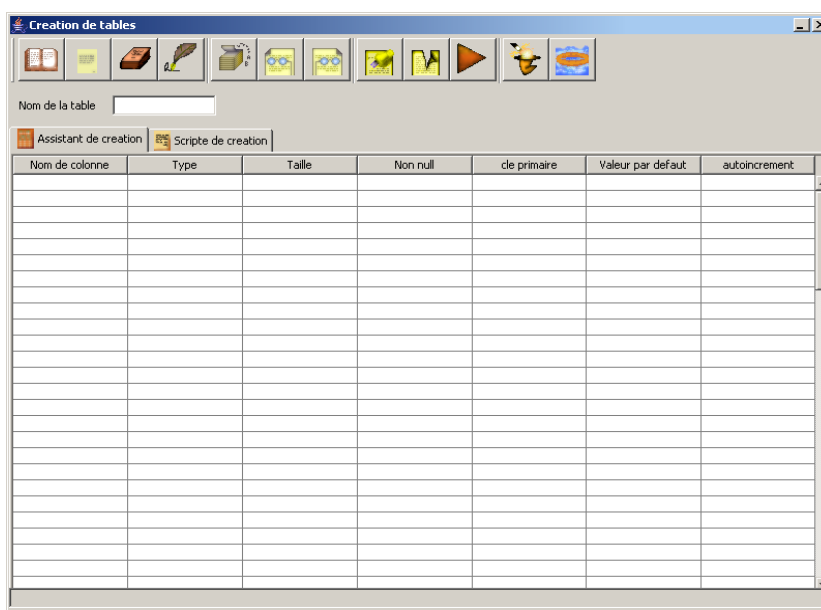 Creation de tables
Nom de la table
Assistant de creation Scripte de creation
Nom de colonne Type Taille Non null cle primaire Valeur par defaut autoincrement